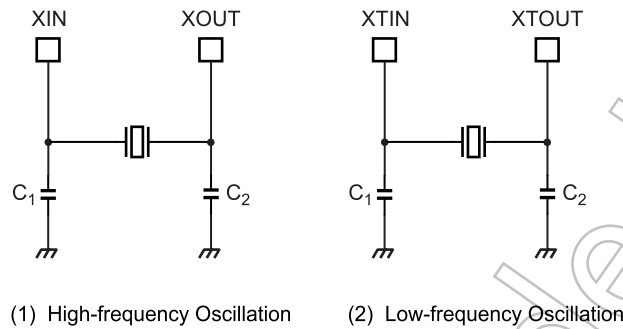 XIN XOUT XTIN XTOUT
C1 C2 C1 C2
(1) High-frequency Oscillation (2) Low-frequency Oscillation